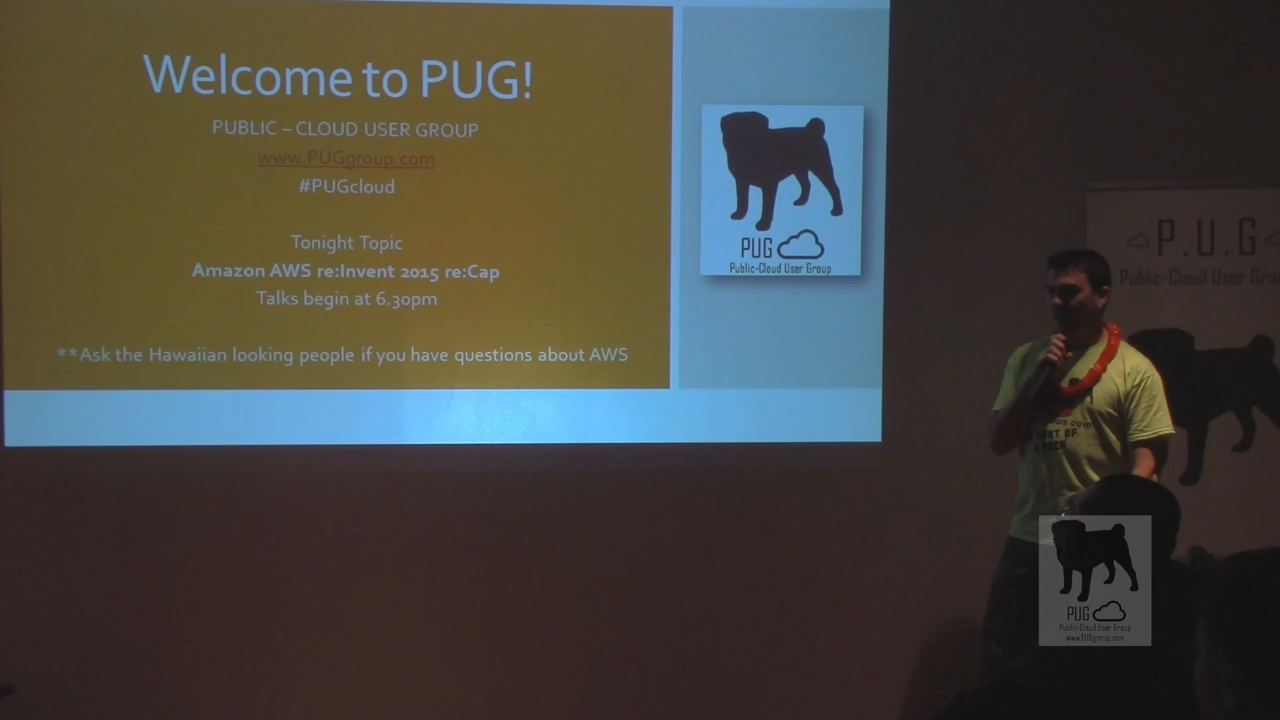 Welcome to PUG!
PUBLIC – CLOUD USER GROUP
www.PUGgroup.com
#PUGcloud
Tonight Topic
Amazon AWS re:Invent 2015 re:Cap
Talks begin at 6.30pm
**Ask the Hawaiian looking people if you have questions about AWS
PUG
Public-Cloud User Group
P.U.G
Public-Cloud User Grou
PUG
Public-Cloud User Group
www.PUGgroup.com